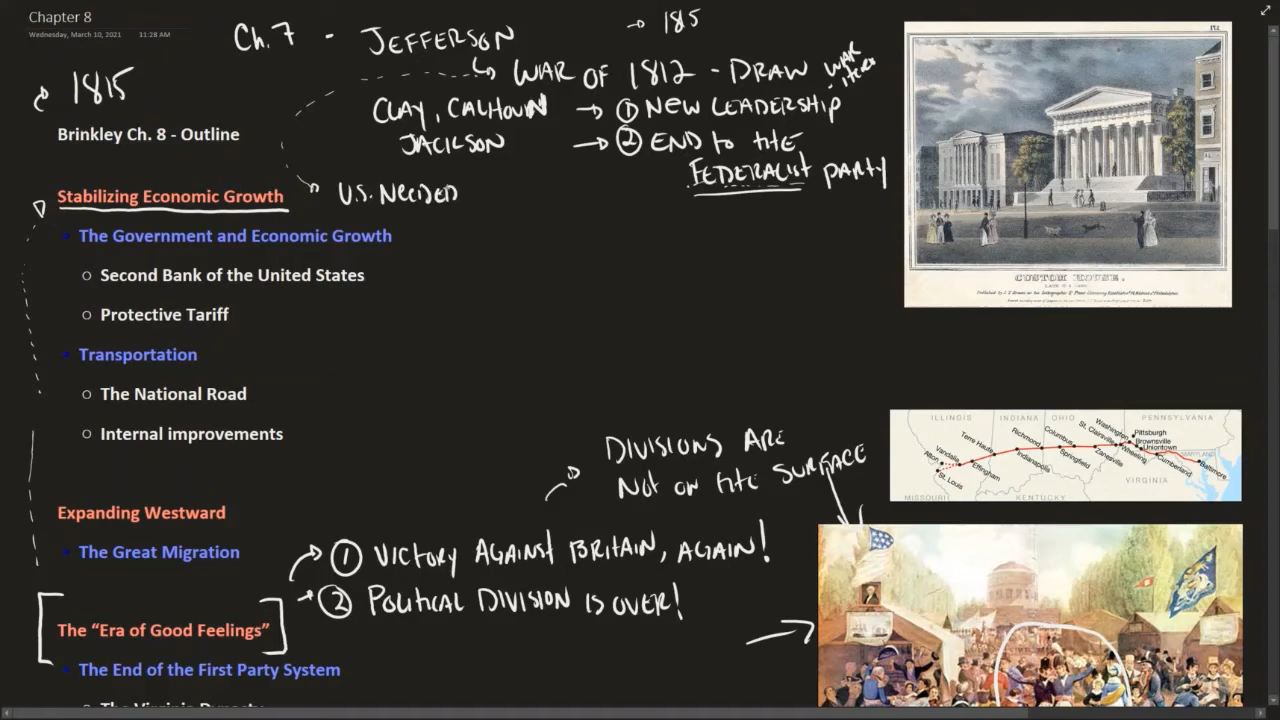 Chapter 8
Wednesday, March 10, 2021 11:28 AM
Ch. 7 - JEFFERSON → 1815
WAR OF 1812 - DRAW WAR
1815
CLAY, CALHOUN → ① NEW LEADERSHIP
JACKSON → ② END TO THE
FEDERALIST PARTY
Brinkley Ch. 8 - Outline
Stabilizing Economic Growth
U.S. NEEDED
The Government and Economic Growth
Second Bank of the United States
Protective Tariff
Transportation
The National Road
Internal improvements
CUSTOM HOUSE.
ILLINOIS INDIANA OHIO PENNSYLVANIA
Alton
Vandalia
St. Louis
Effingham
Terre Haute
Indianapolis
Richmond
Springfield
Columbus
Zanesville
St. Clairsville
Wheeling
Washington
Pittsburgh
Brownsville
Uniontown
Cumberland
Baltimore
MARYLAND
VIRGINIA
MISSOURI
KENTUCKY
DIVISIONS ARE
NOT ON THE SURFACE
Expanding Westward
The Great Migration
① VICTORY AGAINST BRITAIN, AGAIN!
② POLITICAL DIVISION IS OVER!
The "Era of Good Feelings"
The End of the First Party System
The Virginia Dynasty